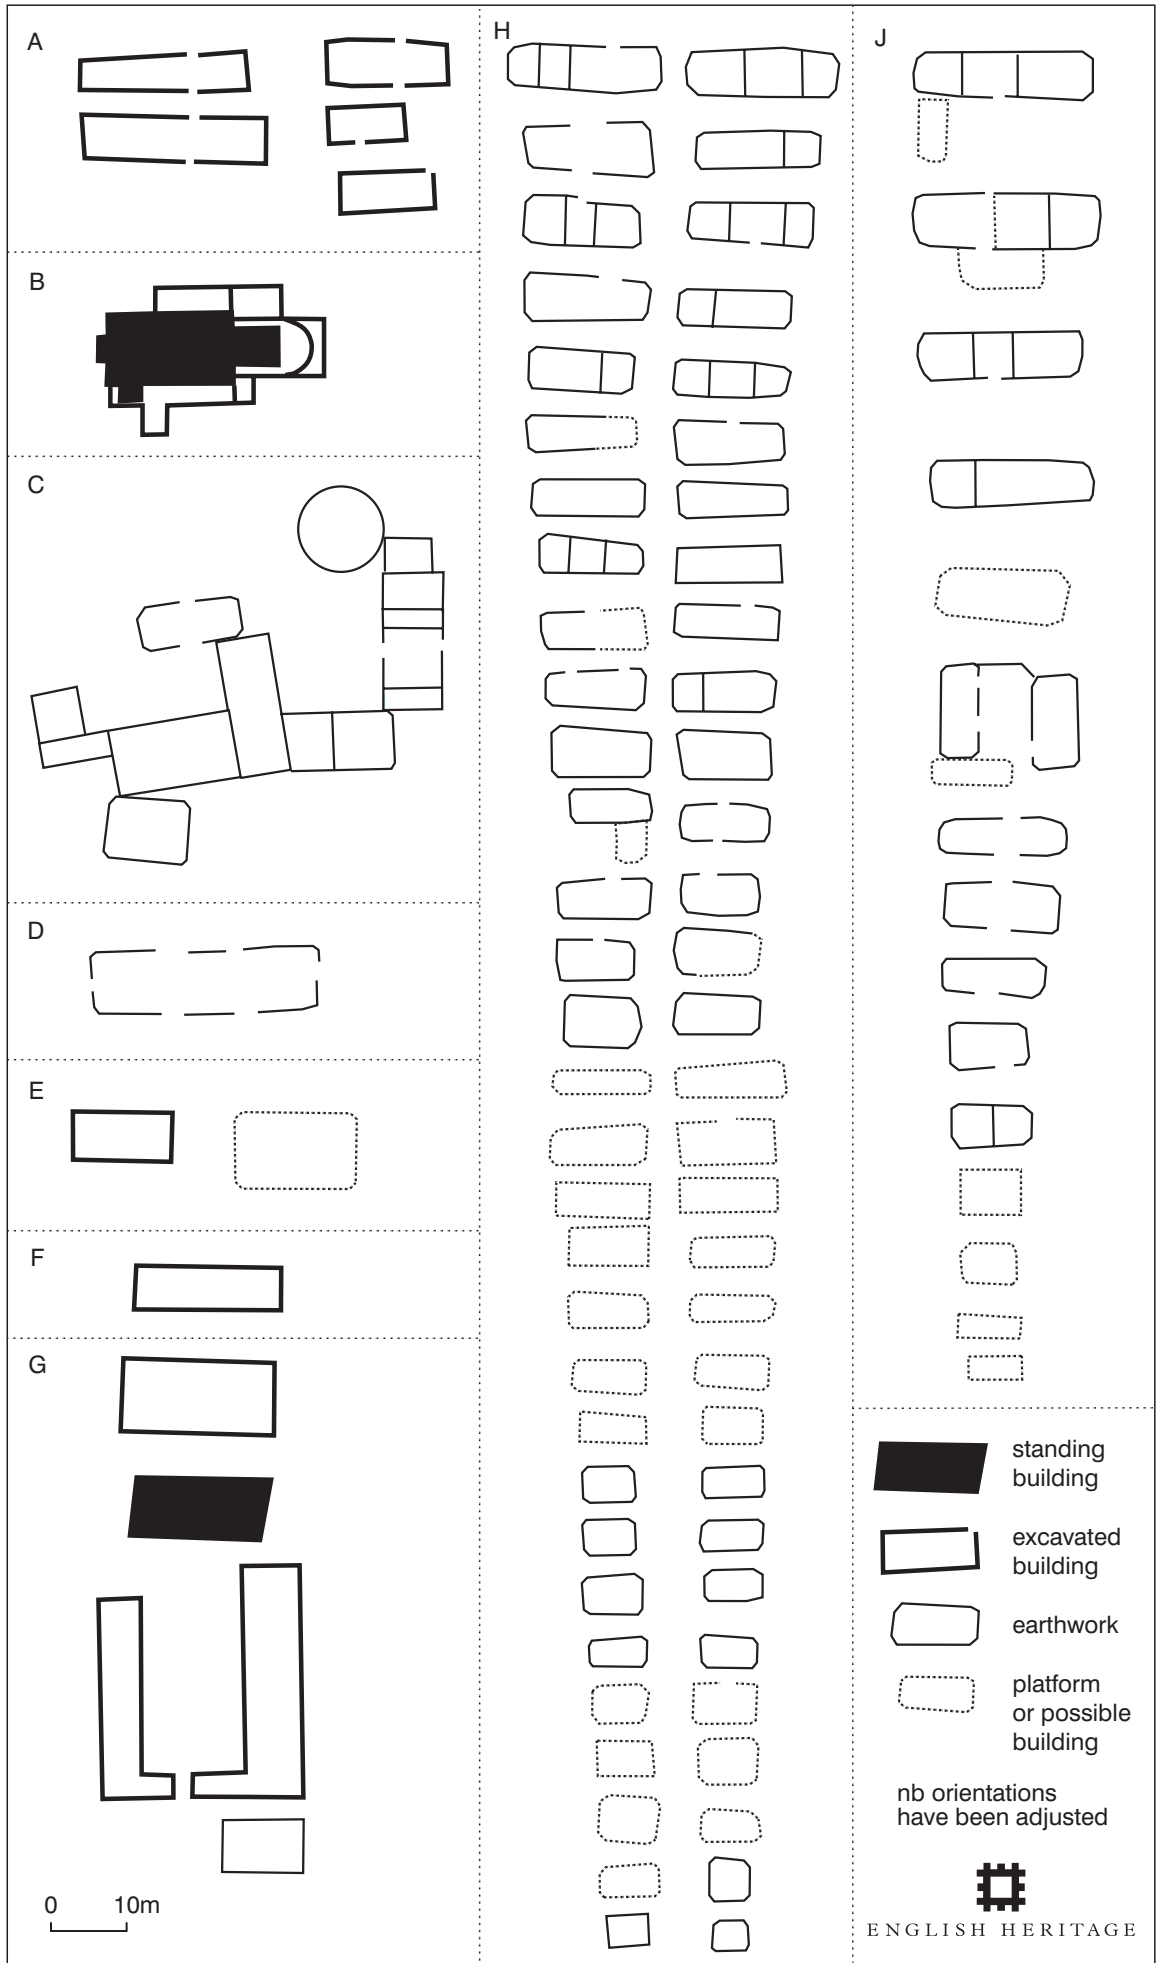 A
B
C
D
E
F
G
0 10m
H
J
standing
building
excavated
building
earthwork
platform
or possible
building
nb orientations
have been adjusted
ENGLISH HERITAGE